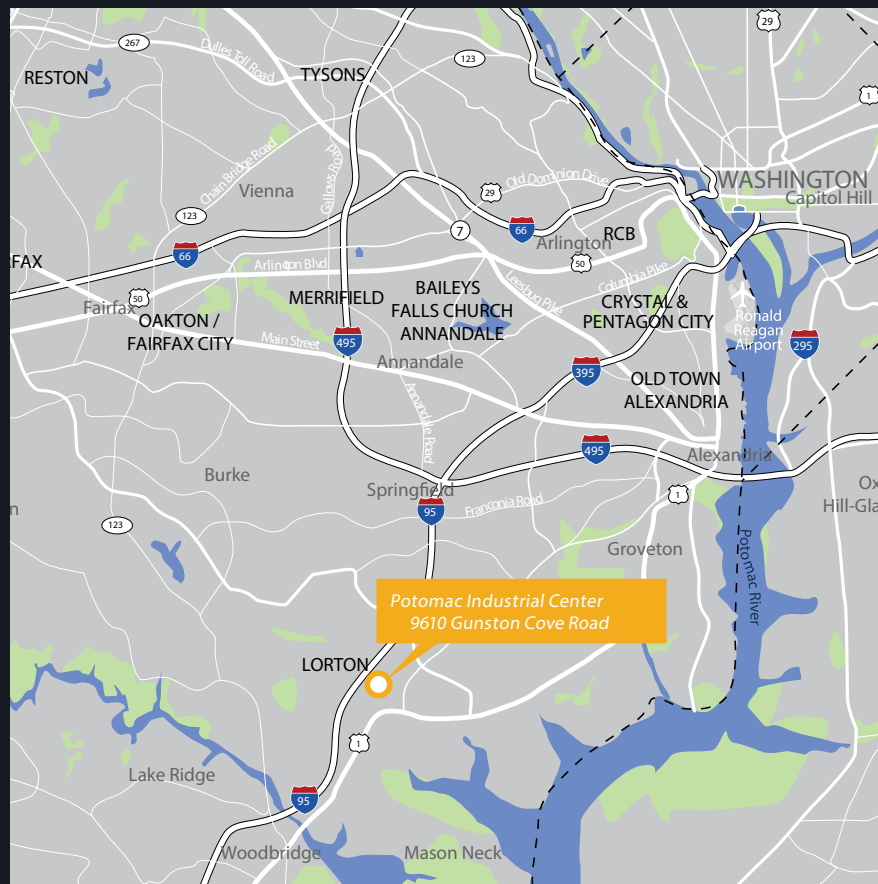 29
267
Dulles Toll Road
123
RESTON
TYSONS
1
Chain Bridge Road
Gallows Road
Old Dominion Drive
WASHINGTON
Vienna
29
Capitol Hill
123
7
66
RCB
Arlington
66
RFAX
Arlington Blvd
50
Leesburg Pike
Columbia Pike
50
MERRIFIELD
BAILEYS
FALLS CHURCH
ANNANDALE
CRYSTAL &
PENTAGON CITY
Fairfax
OAKTON /
FAIRFAX CITY
Main Street
495
Ronald
Reagan
Airport
295
Annandale
395
OLD TOWN
ALEXANDRIA
Annandale Road
495
Alexandria
Burke
Springfield
1
Ox
Hill-Gla
95
Franconia Road
n
123
Groveton
Potomac River
Potomac Industrial Center
9610 Gunston Cove Road
LORTON
1
Lake Ridge
95
Woodbridge
Mason Neck